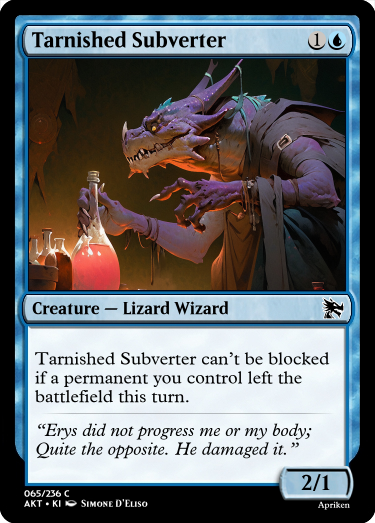 Tarnished Subverter 1
Creature — Lizard Wizard
Tarnished Subverter can't be blocked
if a permanent you control left the
battlefield this turn.
“Erys did not progress me or my body;
Quite the opposite. He damaged it.”
2/1
065/236 C
AKT • KI SIMONE D'ELISO
Apriken